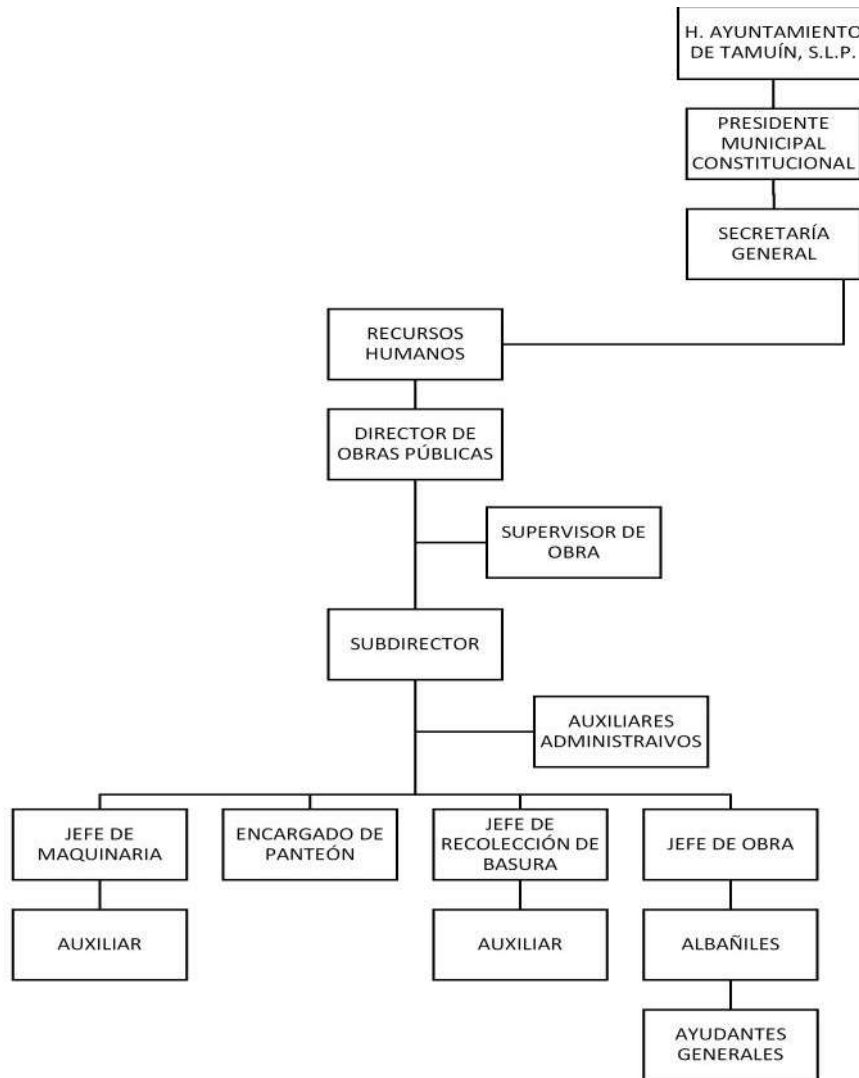 H. AYUNTAMIENTO
DE TAMUÍN, S.L.P.
PRESIDENTE
MUNICIPAL
CONSTITUCIONAL
SECRETARÍA
GENERAL
RECURSOS
HUMANOS
DIRECTOR DE
OBRAS PÚBLICAS
SUPERVISOR DE
OBRA
SUBDIRECTOR
AUXILIARES
ADMINISTRAIVOS
JEFE DE
MAQUINARIA
ENCARGADO DE
PANTEÓN
JEFE DE
RECOLECCIÓN DE
BASURA
JEFE DE OBRA
AUXILIAR
AUXILIAR
ALBAÑILES
AYUDANTES
GENERALES